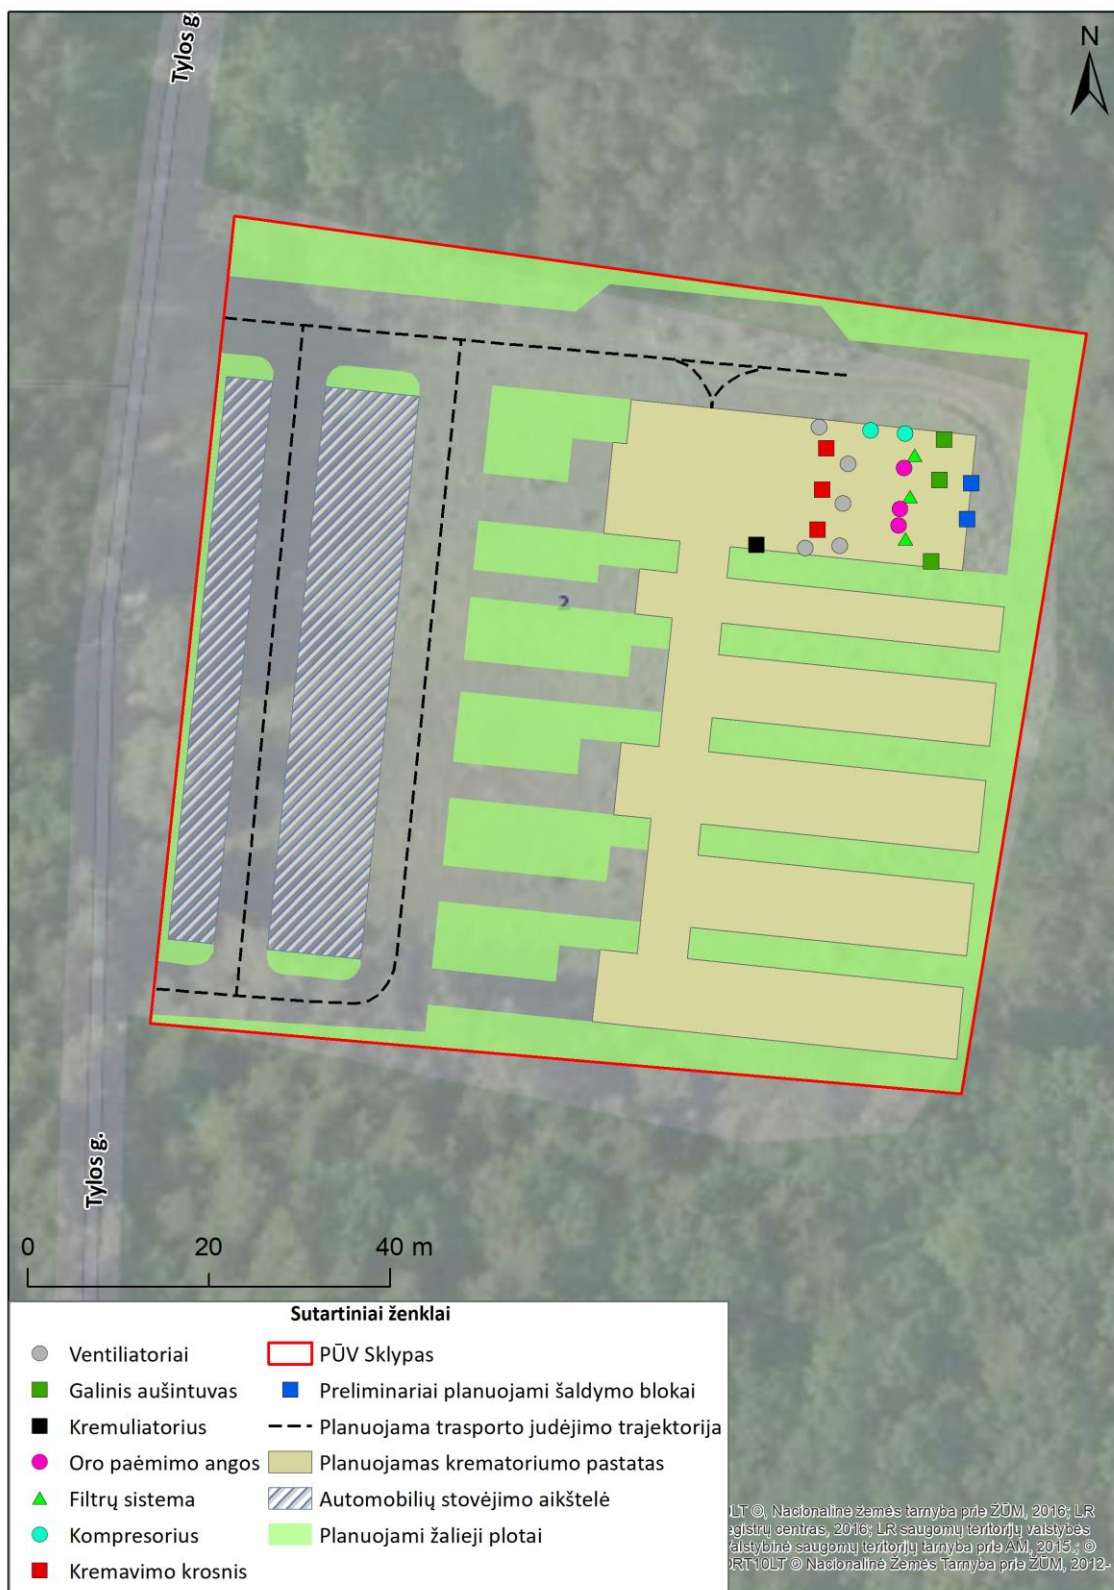 Tylos g.
N
2
Tylos g.
0 20 40 m
Sutartiniai ženklai
Ventiliatoriai
Galinis aušintuvas
Kremuliatorius
Oro paėmimo angos
Filtrų sistema
Kompresorius
Kremavimo krosnis
PŪV Sklypas
Preliminariai planuojami šaldymo blokai
Planuojama trasporto judėjimo trajektorija
Planuojamas krematoriumo pastatas
Automobilių stovėjimo aikštelė
Planuojami žalieji plotai
LT ©, Nacionalinė žemės tarnyba prie ŽŪM, 2016; LR
centras, 2016; LR saugomų teritorijų valstybės
saugomų teritorijų tarnyba prie AM, 2015.; ©
RT10LT © Nacionalinė Žemės Tarnyba prie ŽŪM, 2012-